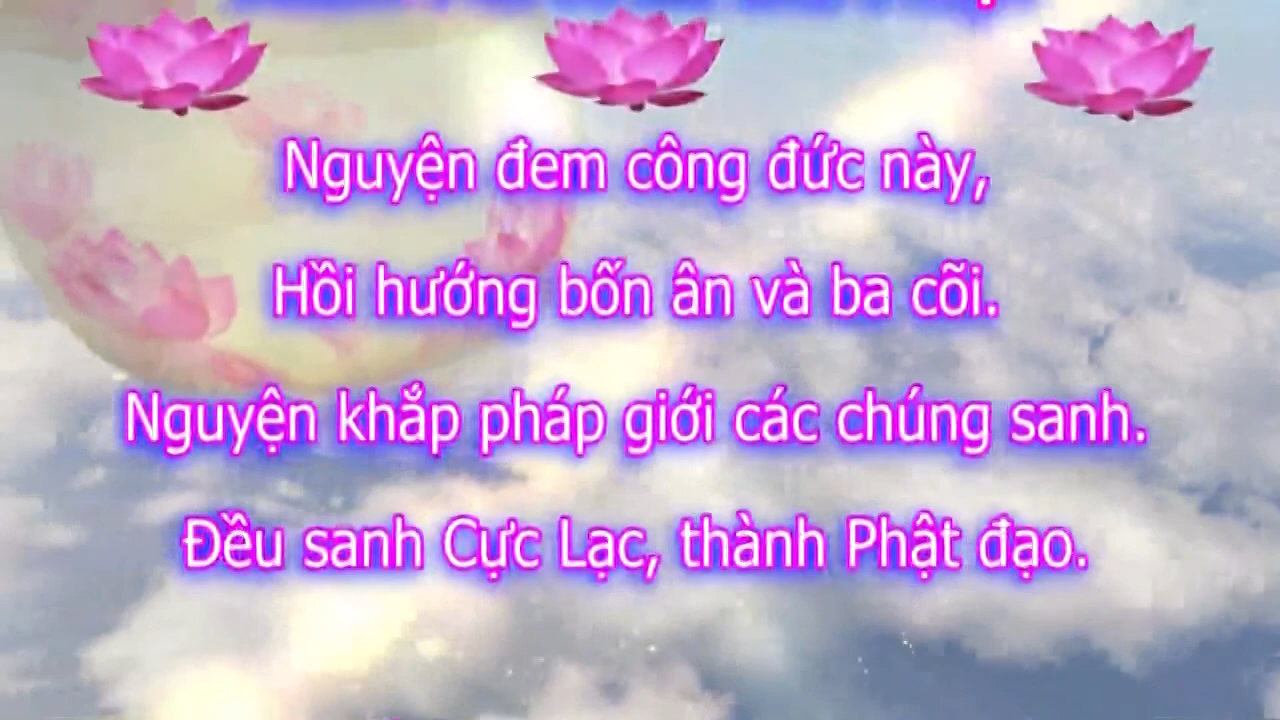 Nguyện đem công đức này,
Hồi hướng bốn ân và ba cõi.
Nguyện khắp pháp giới các chúng sanh.
Đều sanh Cực Lạc, thành Phật đạo.